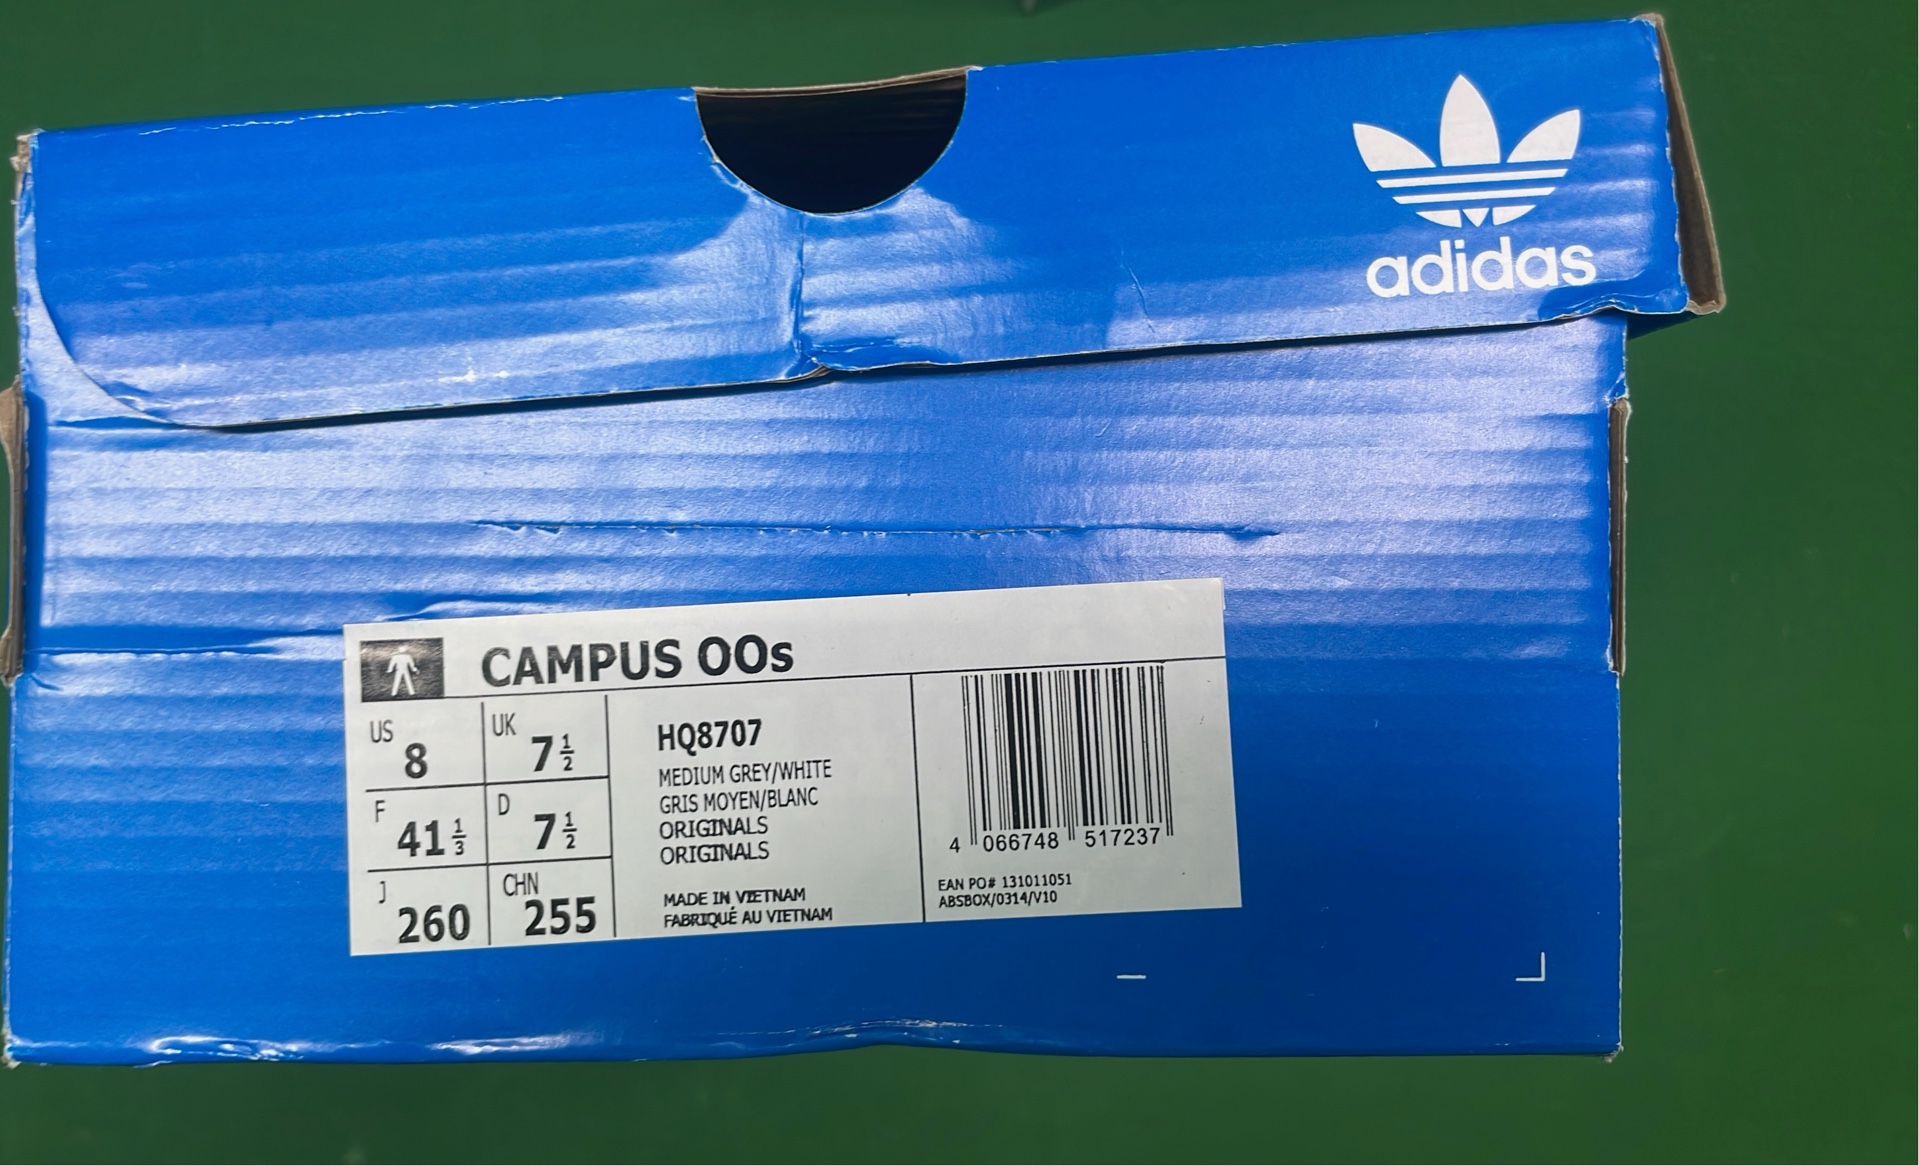 adidas
CAMPUS 00s
US 8
UK 7 1/2
F 41 1/3
D 7 1/2
J 260
CHN 255
HQ8707
MEDIUM GREY/WHITE
GRIS MOYEN/BLANC
ORIGINALS
ORIGINALS
MADE IN VIETNAM
FABRIQUÉ AU VIETNAM
4 066748 517237
EAN PO# 131011051
ABSBOX/0314/V10